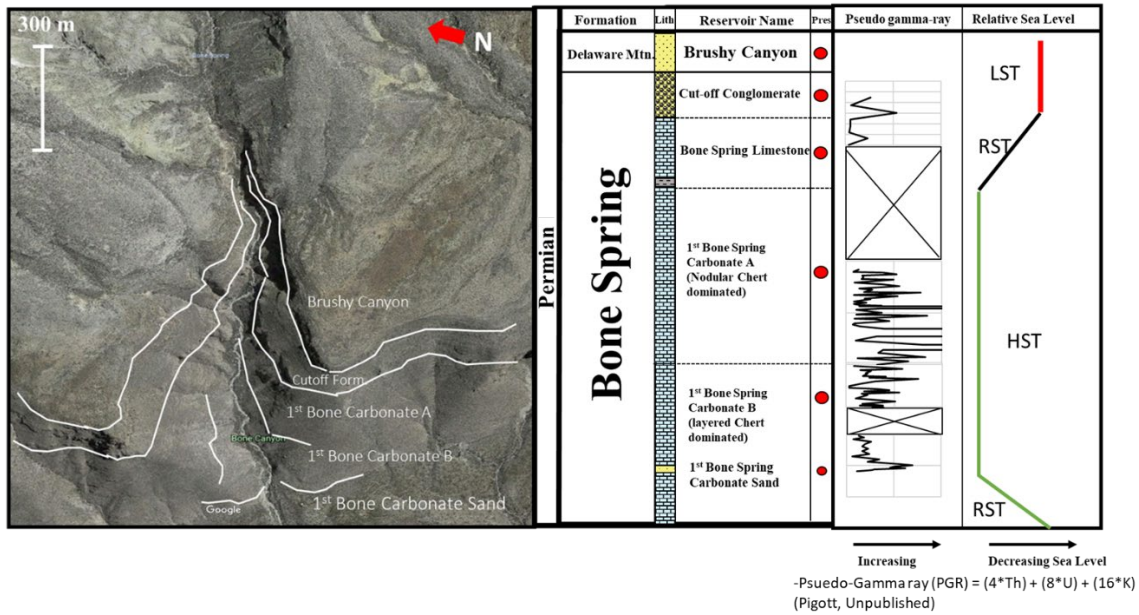 300 m
N
Brushy Canyon
Cutoff Form.
1st Bone Carbonate A
Bone Canyon
1st Bone Carbonate B
1st Bone Carbonate Sand
Google
Formation
Lith
Reservoir Name
Pres
Pseudo gamma-ray
Relative Sea Level
Permian
Delaware Mtn.
Brushy Canyon
Bone Spring
Cut-off Conglomerate
Bone Spring Limestone
1st Bone Spring
Carbonate A
(Nodular Chert
dominated)
1st Bone Spring
Carbonate B
(layered Chert
dominated)
1st Bone Spring
Carbonate Sand
LST
RST
HST
RST
Increasing
Decreasing Sea Level
-Psuedo-Gamma ray (PGR) = (4*Th) + (8*U) + (16*K)
(Pigott, Unpublished)